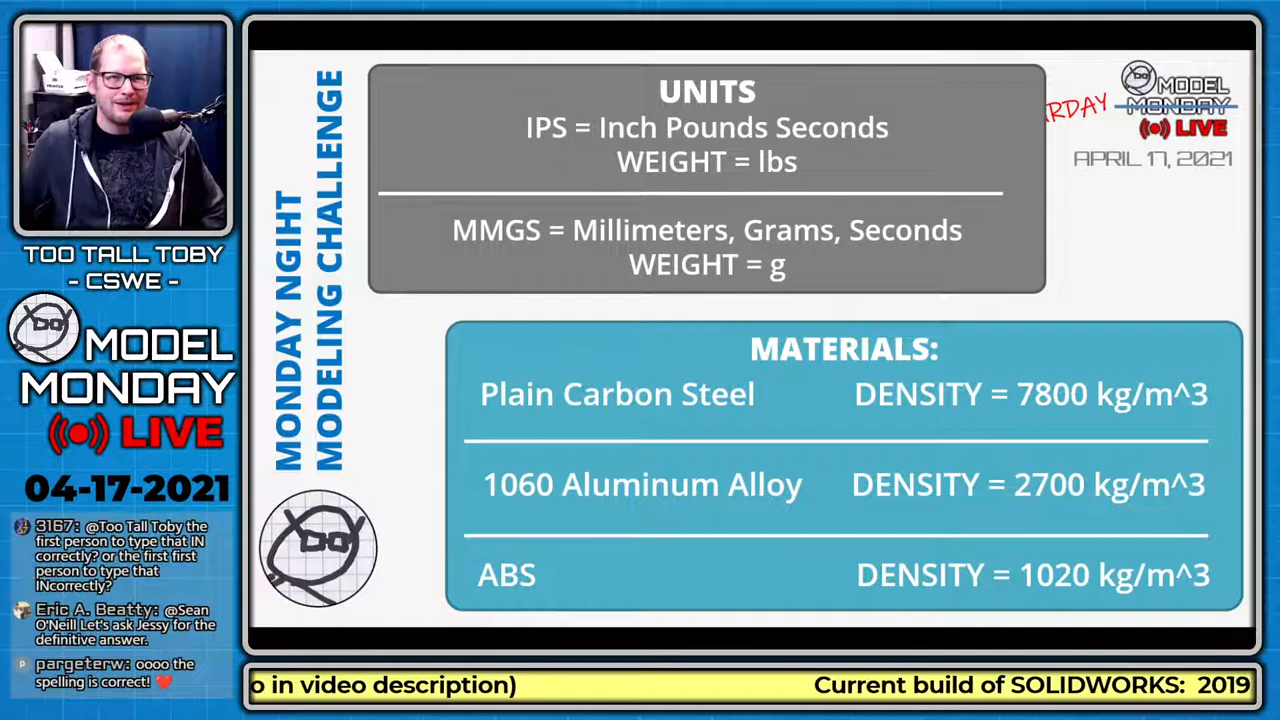 TOO TALL TOBY
- CSWE -
MODEL
MONDAY
LIVE
04-17-2021
3167: @Too Tall Toby the
first person to type that IN
correctly? or the first first
person to type that
INcorrectly?
Eric A. Beatty: @Sean
O'Neill Let's ask Jessy for the
definitive answer.
P pargeterw: oooo the
spelling is correct! ❤️
MONDAY NGIHT
MODELING CHALLENGE
UNITS
IPS = Inch Pounds Seconds
WEIGHT = lbs
MMGS = Millimeters, Grams, Seconds
WEIGHT = g
RDAY
MODEL
MONDAY
LIVE
APRIL 17, 2021
MATERIALS:
Plain Carbon Steel DENSITY = 7800 kg/m^3
1060 Aluminum Alloy DENSITY = 2700 kg/m^3
ABS DENSITY = 1020 kg/m^3
o in video description) Current build of SOLIDWORKS: 2019